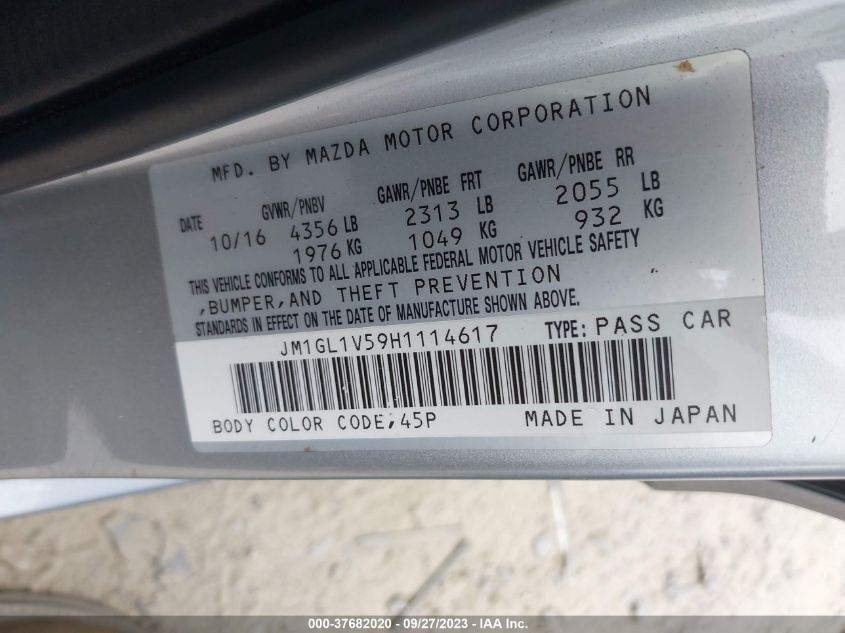 MFD. BY MAZDA MOTOR CORPORATION
DATE GVWR/PNBV GAWR/PNBE FRT GAWR/PNBE RR
10/16 4356 LB 2313 LB 2055 LB
1976 KG 1049 KG 932 KG
THIS VEHICLE CONFORMS TO ALL APPLICABLE FEDERAL MOTOR VEHICLE SAFETY
,BUMPER,AND THEFT PREVENTION
STANDARDS IN EFFECT ON THE DATE OF MANUFACTURE SHOWN ABOVE.
JM1GL1V59H1114617 TYPE: PASS CAR
BODY COLOR CODE;45P MADE IN JAPAN
000-37682020 - 09/27/2023 - IAA Inc.